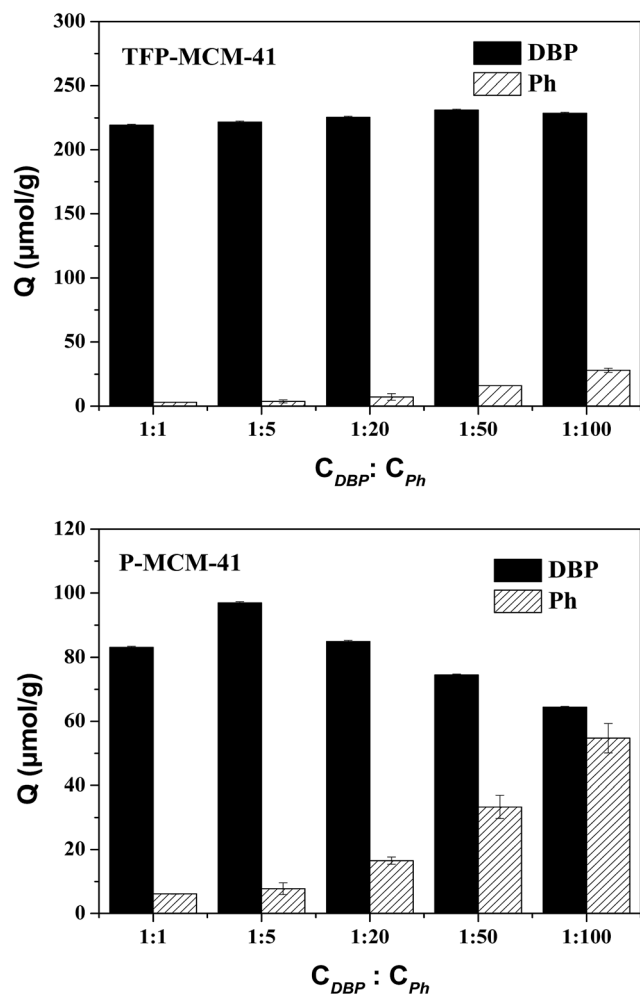 300
TFP-MCM-41
DBP
Ph
250
200
150
100
50
0
Q (μmol/g)
1:1 1:5 1:20 1:50 1:100
C_DBP: C_Ph
120
P-MCM-41
DBP
Ph
100
80
60
40
20
0
Q (μmol/g)
1:1 1:5 1:20 1:50 1:100
C_DBP : C_Ph